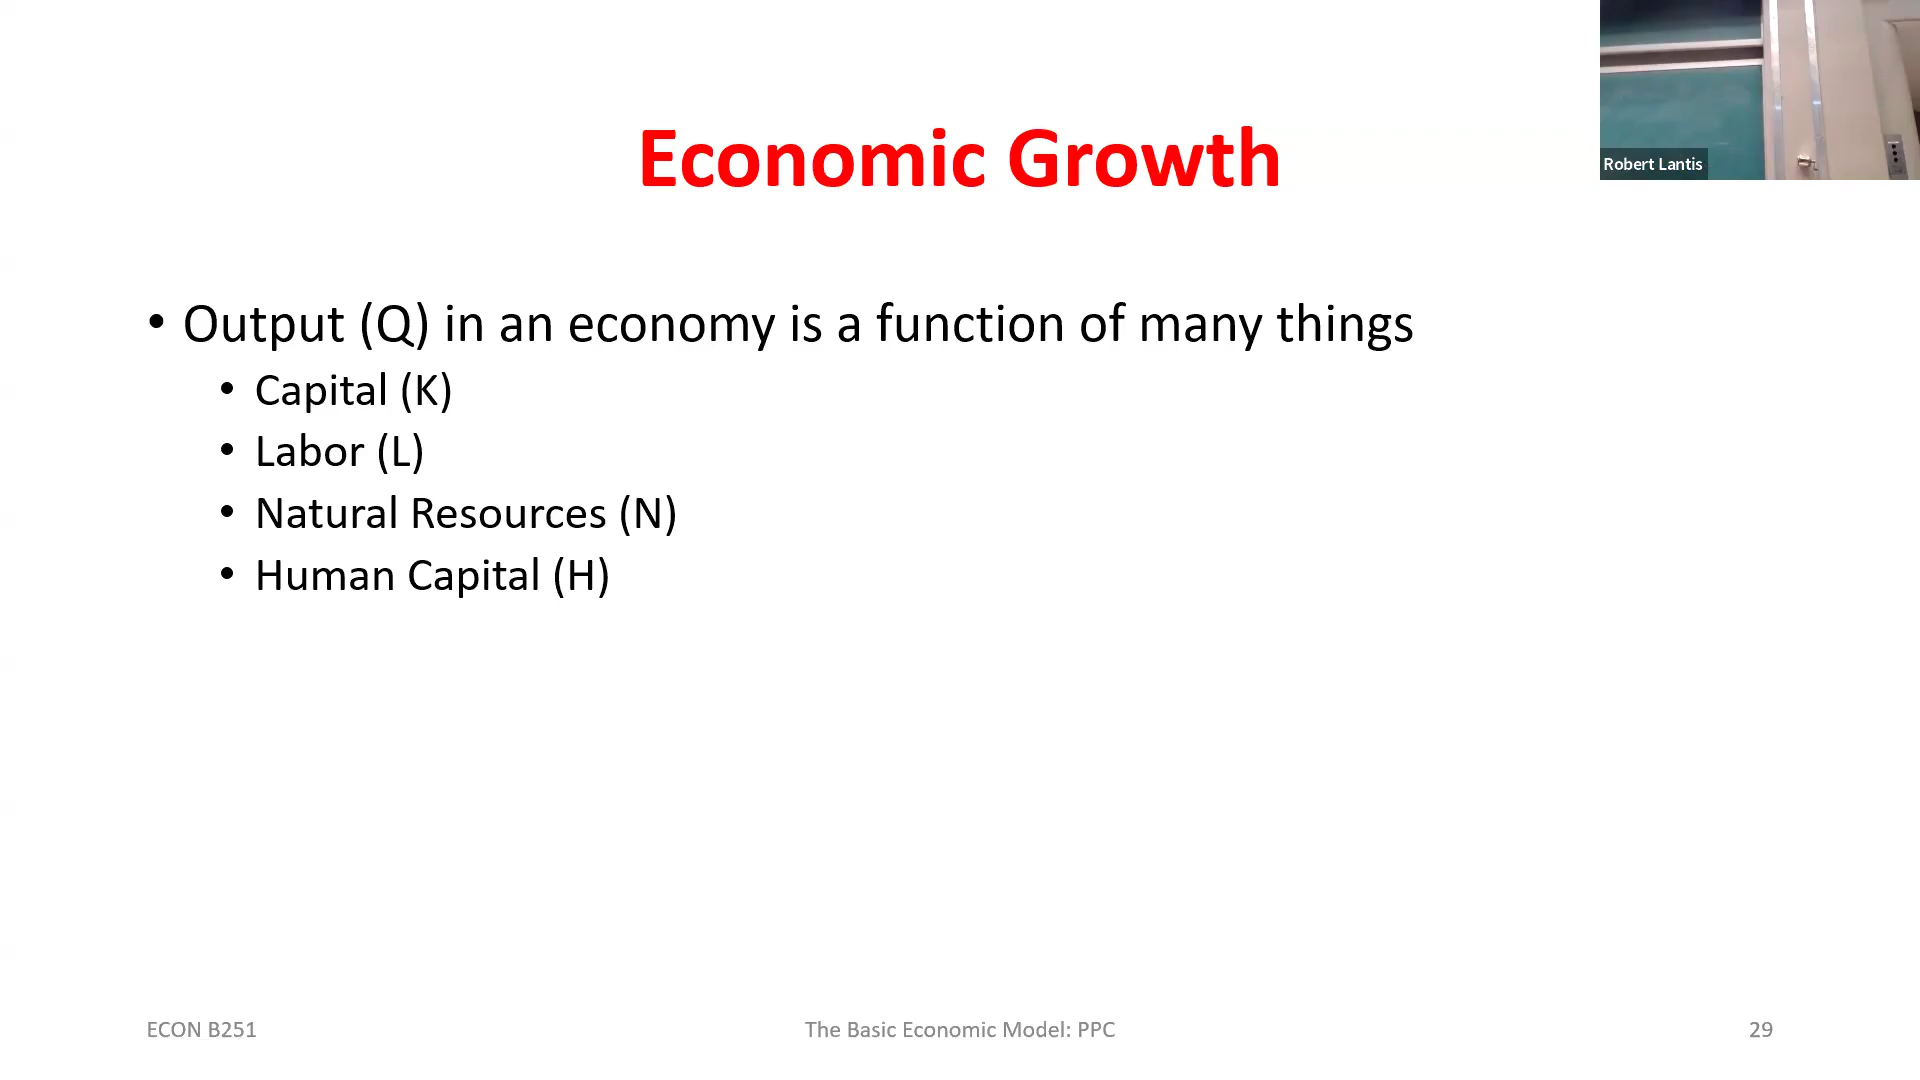 Robert Lantis
Economic Growth
• Output (Q) in an economy is a function of many things
• Capital (K)
• Labor (L)
• Natural Resources (N)
• Human Capital (H)
ECON B251
The Basic Economic Model: PPC
29